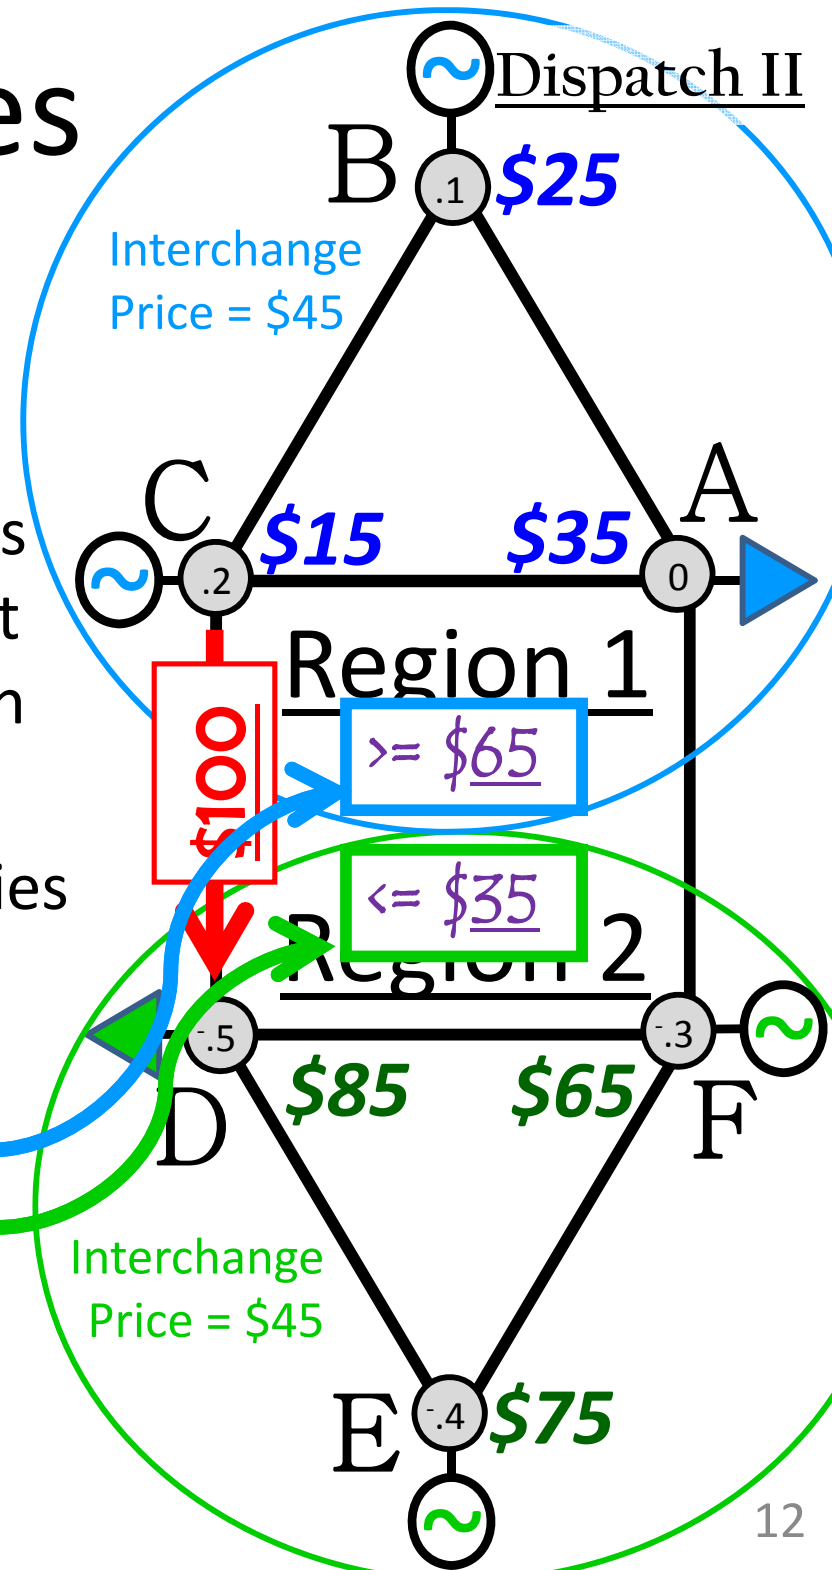 es
Dispatch II
B
.1
$25
Interchange
Price = $45
C
A
s
$15
$35
.2
0
t
Region 1
n
>= $65
$100
ies
<= $35
Region 2
-.5
-.3
$85
$65
D
F
Interchange
Price = $45
E
-.4
$75
12